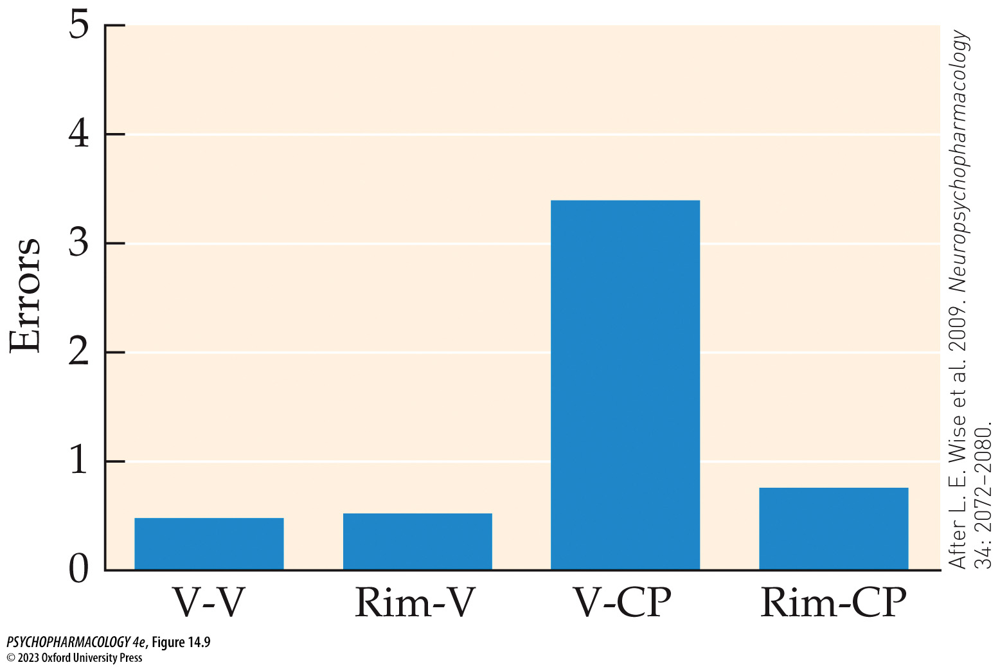 5
4
3
2
1
0
Errors
V-V
Rim-V
V-CP
Rim-CP
After L. E. Wise et al. 2009. Neuropsychopharmacology
34: 2072–2080.
PSYCHOPHARMACOLOGY 4e, Figure 14.9
© 2023 Oxford University Press